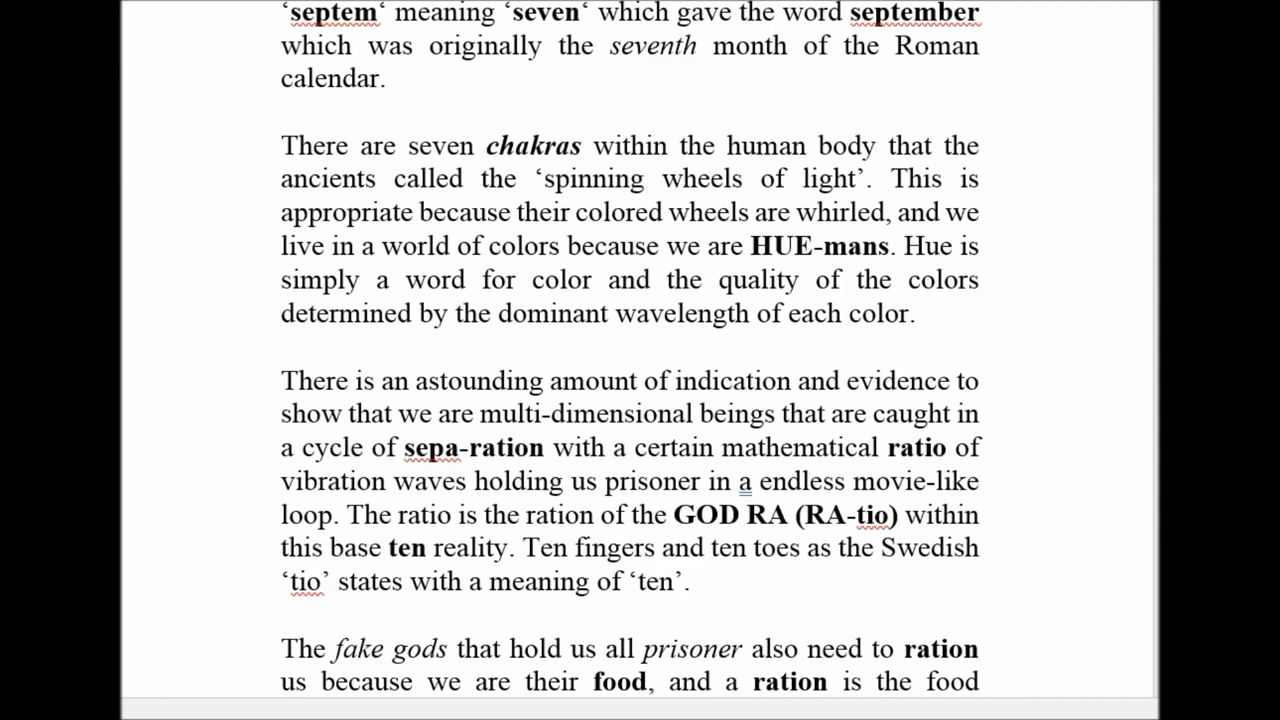 ‘septem‘ meaning ‘seven‘ which gave the word september
which was originally the seventh month of the Roman
calendar.
There are seven chakras within the human body that the
ancients called the ‘spinning wheels of light’. This is
appropriate because their colored wheels are whirled, and we
live in a world of colors because we are HUE-mans. Hue is
simply a word for color and the quality of the colors
determined by the dominant wavelength of each color.
There is an astounding amount of indication and evidence to
show that we are multi-dimensional beings that are caught in
a cycle of sepa-ration with a certain mathematical ratio of
vibration waves holding us prisoner in a endless movie-like
loop. The ratio is the ration of the GOD RA (RA-tio) within
this base ten reality. Ten fingers and ten toes as the Swedish
‘tio’ states with a meaning of ‘ten’.
The fake gods that hold us all prisoner also need to ration
us because we are their food, and a ration is the food